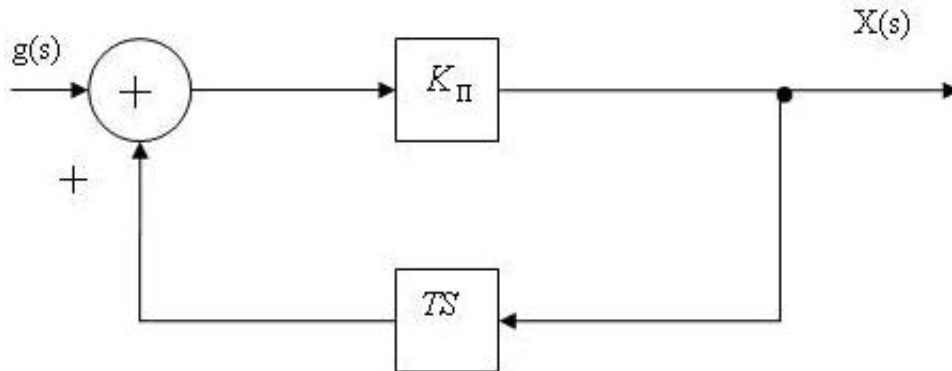 g(s)
X(s)
+
K_П
+
TS